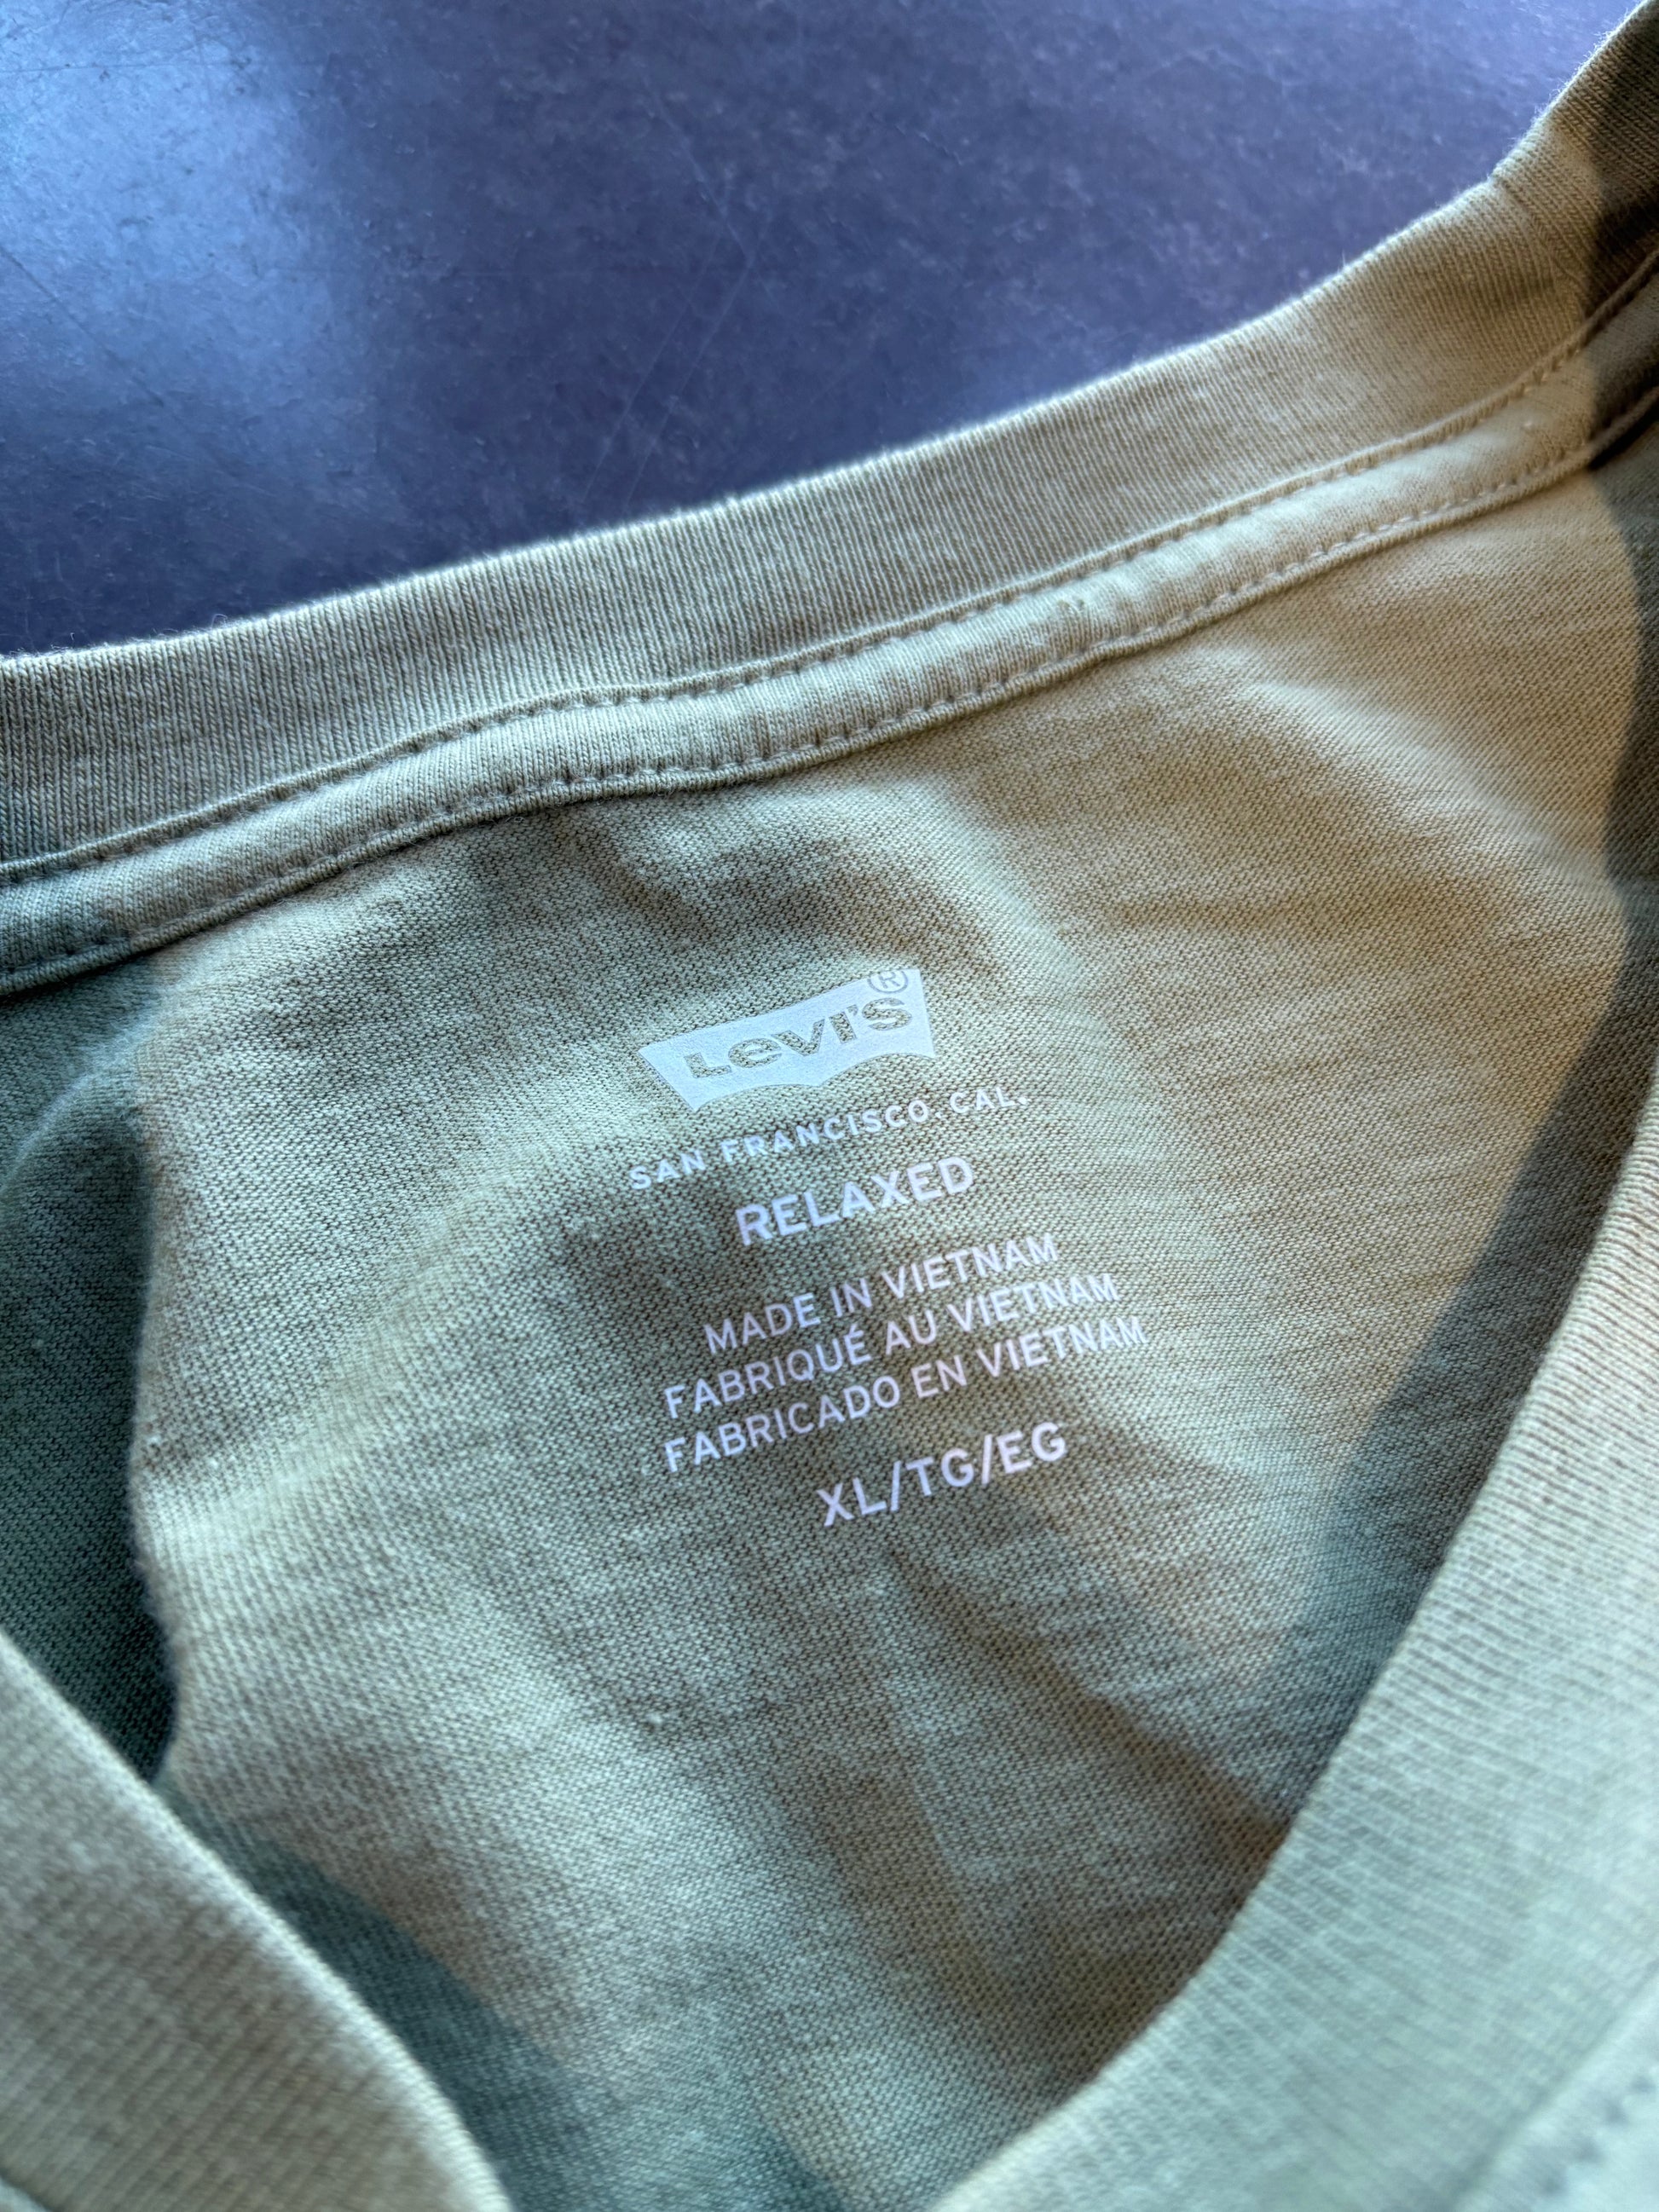 Levi's®
SAN FRANCISCO, CAL.
RELAXED
MADE IN VIETNAM
FABRIQUÉ AU VIETNAM
FABRICADO EN VIETNAM
XL/TG/EG